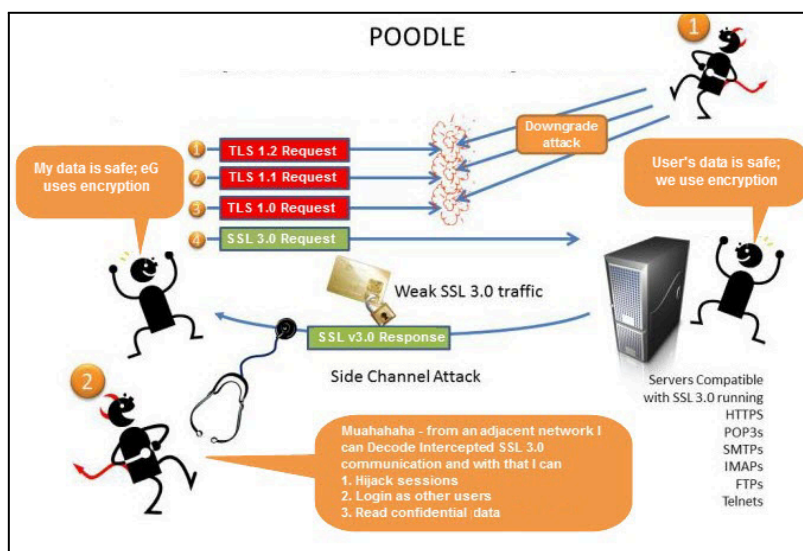 POODLE
1
Downgrade
attack
1 TLS 1.2 Request
2 TLS 1.1 Request
3 TLS 1.0 Request
4 SSL 3.0 Request
My data is safe; eG
uses encryption
User's data is safe;
we use encryption
Weak SSL 3.0 traffic
SSL v3.0 Response
Side Channel Attack
2
Muahahaha - from an adjacent network I
can Decode Intercepted SSL 3.0
communication and with that I can
1. Hijack sessions
2. Login as other users
3. Read confidential data
Servers Compatible
with SSL 3.0 running
HTTPS
POP3s
SMTPs
IMAPs
FTPs
Telnets